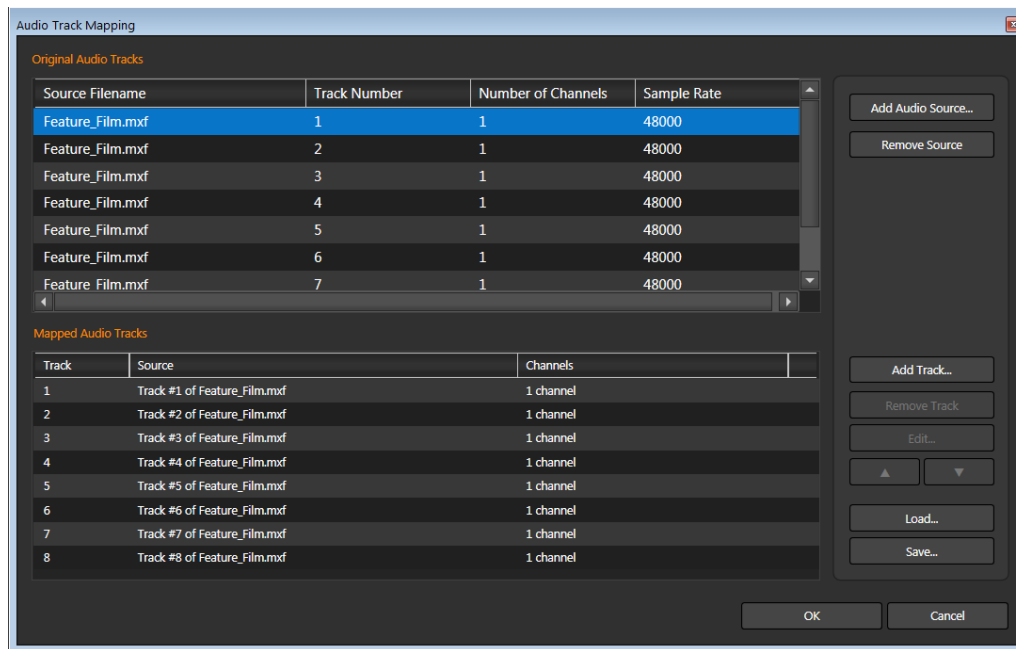 Audio Track Mapping
Original Audio Tracks
Source Filename Track Number Number of Channels Sample Rate
Feature_Film.mxf 1 1 48000
Feature_Film.mxf 2 1 48000
Feature_Film.mxf 3 1 48000
Feature_Film.mxf 4 1 48000
Feature_Film.mxf 5 1 48000
Feature_Film.mxf 6 1 48000
Feature_Film.mxf 7 1 48000
Add Audio Source...
Remove Source
Mapped Audio Tracks
Track Source Channels
1 Track #1 of Feature_Film.mxf 1 channel
2 Track #2 of Feature_Film.mxf 1 channel
3 Track #3 of Feature_Film.mxf 1 channel
4 Track #4 of Feature_Film.mxf 1 channel
5 Track #5 of Feature_Film.mxf 1 channel
6 Track #6 of Feature_Film.mxf 1 channel
7 Track #7 of Feature_Film.mxf 1 channel
8 Track #8 of Feature_Film.mxf 1 channel
Add Track...
Remove Track
Edit...
Load...
Save...
OK Cancel